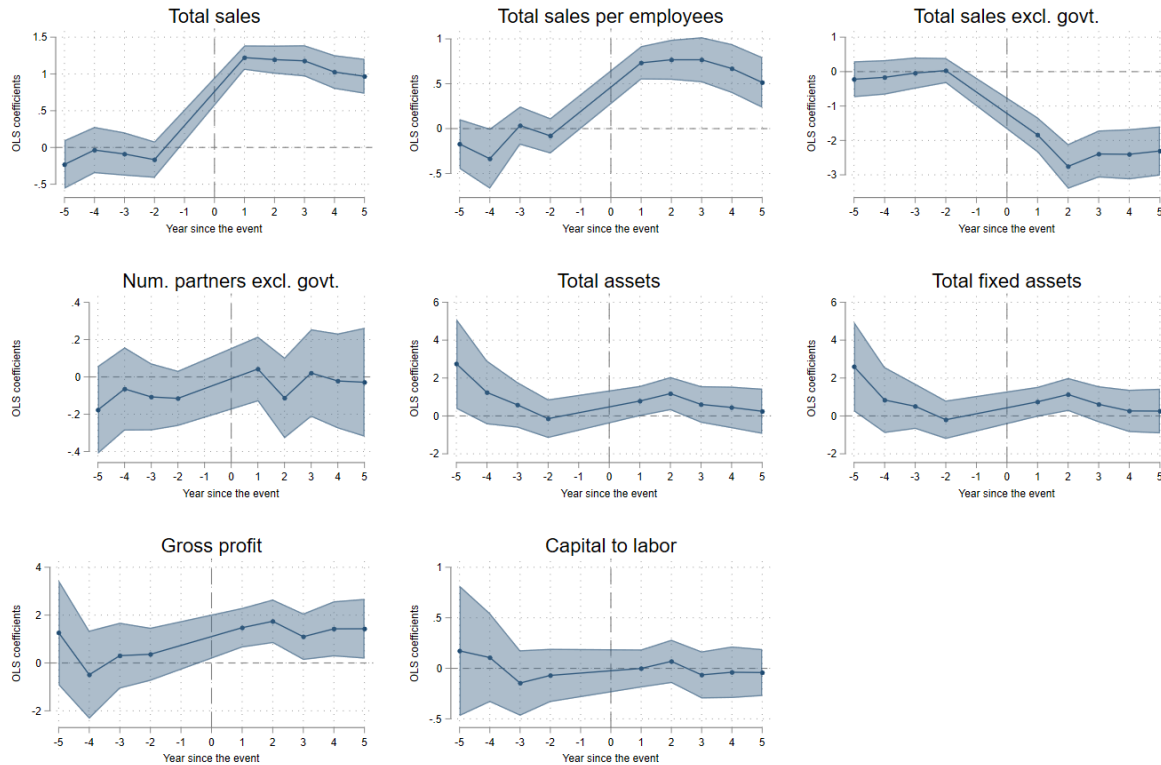 Total sales
Total sales per employees
Total sales excl. govt.
OLS coefficients
1.5
1
.5
0
-.5
-5 -4 -3 -2 -1 0 1 2 3 4 5
Year since the event
OLS coefficients
1
.5
0
-.5
-5 -4 -3 -2 -1 0 1 2 3 4 5
Year since the event
OLS coefficients
1
0
-1
-2
-3
-5 -4 -3 -2 -1 0 1 2 3 4 5
Year since the event
Num. partners excl. govt.
Total assets
Total fixed assets
OLS coefficients
.4
.2
0
-.2
-.4
-5 -4 -3 -2 -1 0 1 2 3 4 5
Year since the event
OLS coefficients
6
4
2
0
-2
-5 -4 -3 -2 -1 0 1 2 3 4 5
Year since the event
OLS coefficients
6
4
2
0
-2
-5 -4 -3 -2 -1 0 1 2 3 4 5
Year since the event
Gross profit
Capital to labor
OLS coefficients
4
2
0
-2
-5 -4 -3 -2 -1 0 1 2 3 4 5
Year since the event
OLS coefficients
1
.5
0
-.5
-5 -4 -3 -2 -1 0 1 2 3 4 5
Year since the event